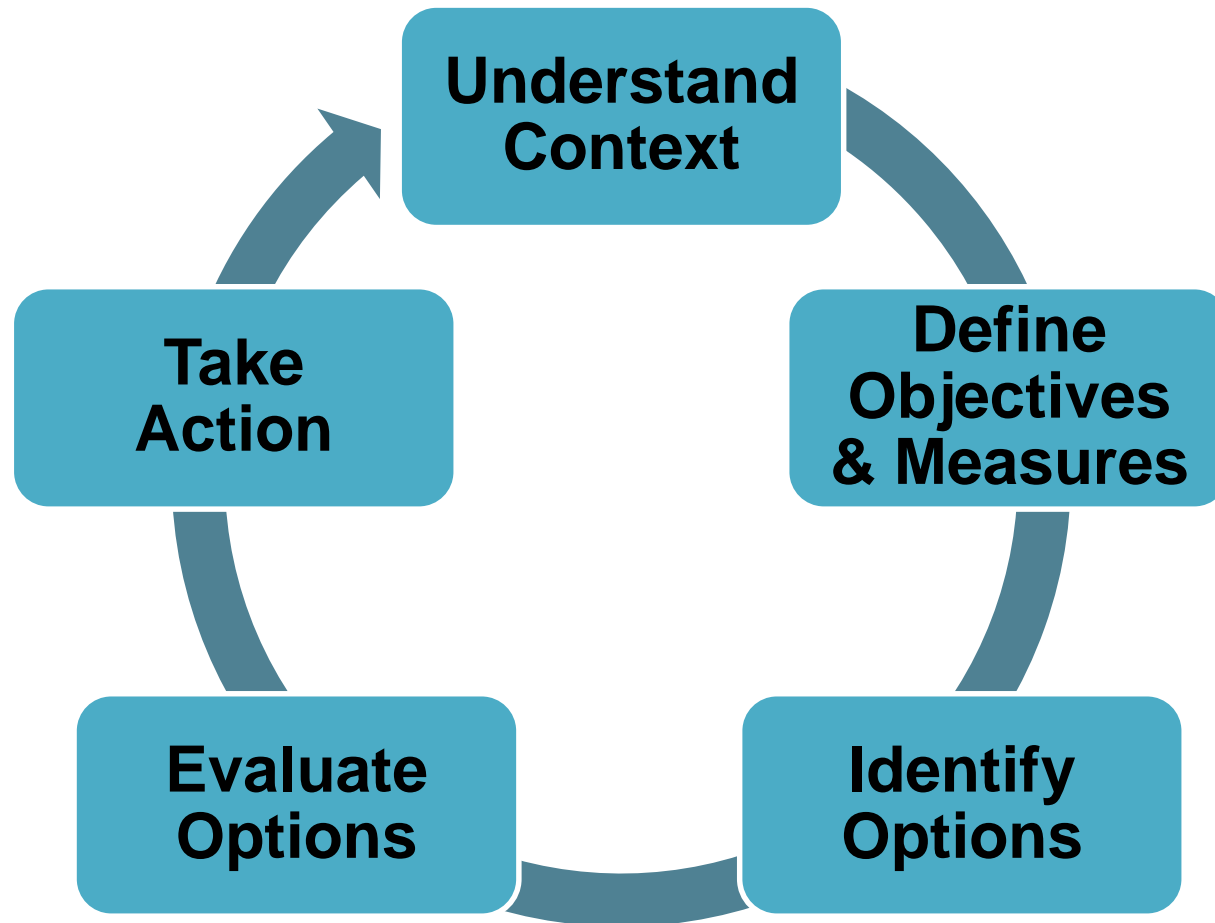 Understand
Context
Define
Objectives
& Measures
Identify
Options
Evaluate
Options
Take
Action